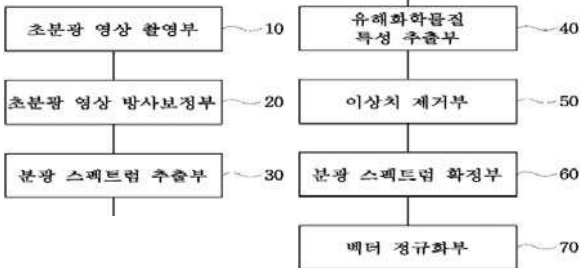 초분광 영상 촬영부
10
초분광 영상 방사보정부
20
분광 스펙트럼 추출부
30
유해화학물질
특성 추출부
40
이상치 제거부
50
분광 스펙트럼 확정부
60
벡터 정규화부
70